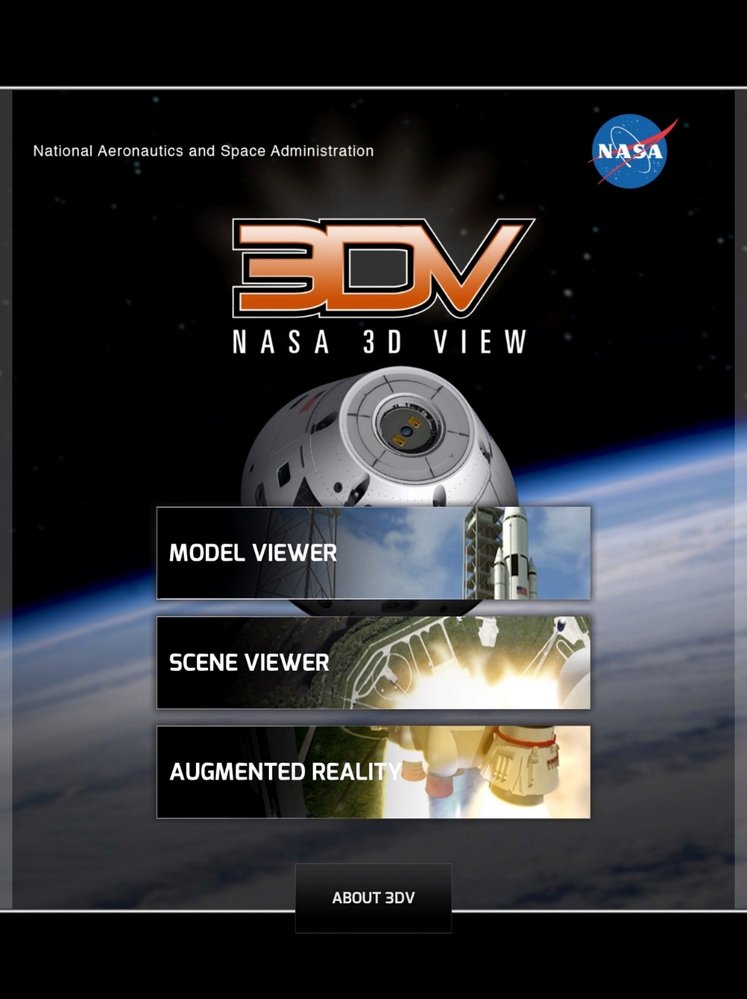 National Aeronautics and Space Administration
NASA
3DV
NASA 3D VIEW
MODEL VIEWER
SCENE VIEWER
AUGMENTED REALITY
ABOUT 3DV